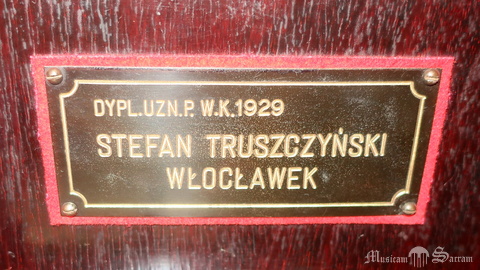 DYPL.UZN.P. W.K.1929
STEFAN TRUSZCZYŃSKI
WŁOCŁAWEK
Musicam Sacram